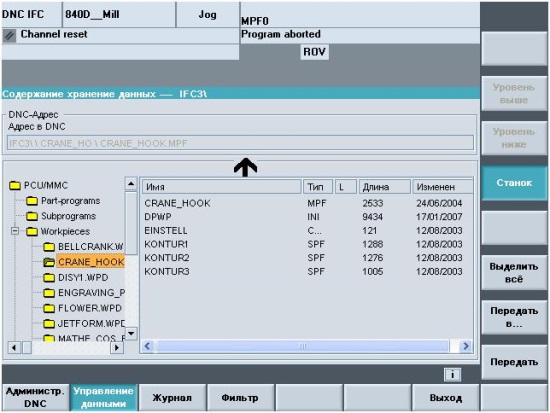 DNC IFC 840D__Mill Jog MPF0
Channel reset Program aborted
ROV
Содержание хранение данных —— IFC3\
DNC-Адрес
Адрес в DNC
IFC3\ \ CRANE_HO \ CRANE_HOOK.MPF
PCU/MMC
Part-programs
Subprograms
Workpieces
BELLCRANK.W
CRANE_HOOK
DISY1.WPD
ENGRAVING_P
FLOWER.WPD
JETFORM.WPD
MATHE_COS_F
Имя Тип L Длина Изменен
CRANE_HOOK MPF 2533 24/06/2004
DPWP INI 9434 17/01/2007
EINSTELL C... 121 12/08/2003
KONTUR1 SPF 1288 12/08/2003
KONTUR2 SPF 1276 12/08/2003
KONTUR3 SPF 1005 12/08/2003
Уровень
выше
Уровень
ниже
Станок
Выделить
всё
Передать
в...
Передать
i
Администр.
DNC
Управление
данными
Журнал
Фильтр
Выход